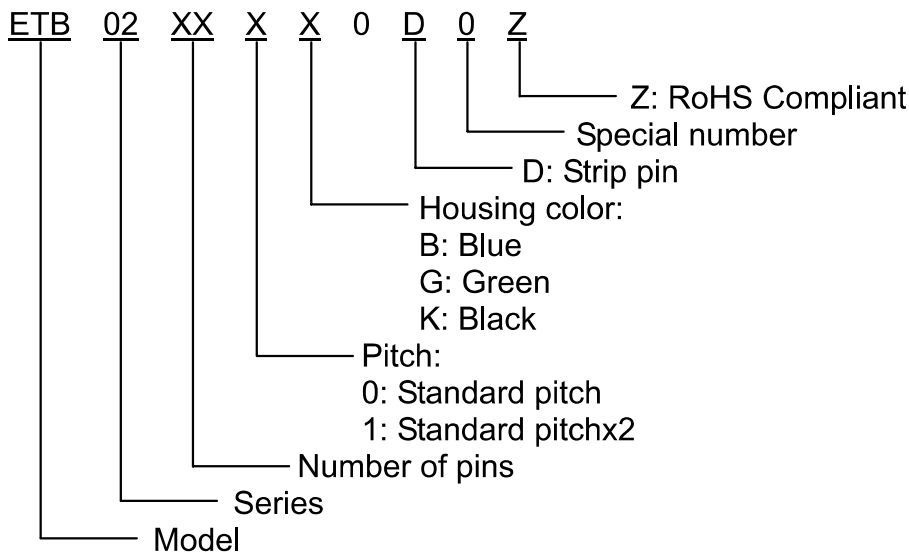 ETB 02 XX X X 0 D 0 Z
Z: RoHS Compliant
Special number
D: Strip pin
Housing color:
B: Blue
G: Green
K: Black
Pitch:
0: Standard pitch
1: Standard pitchx2
Number of pins
Series
Model